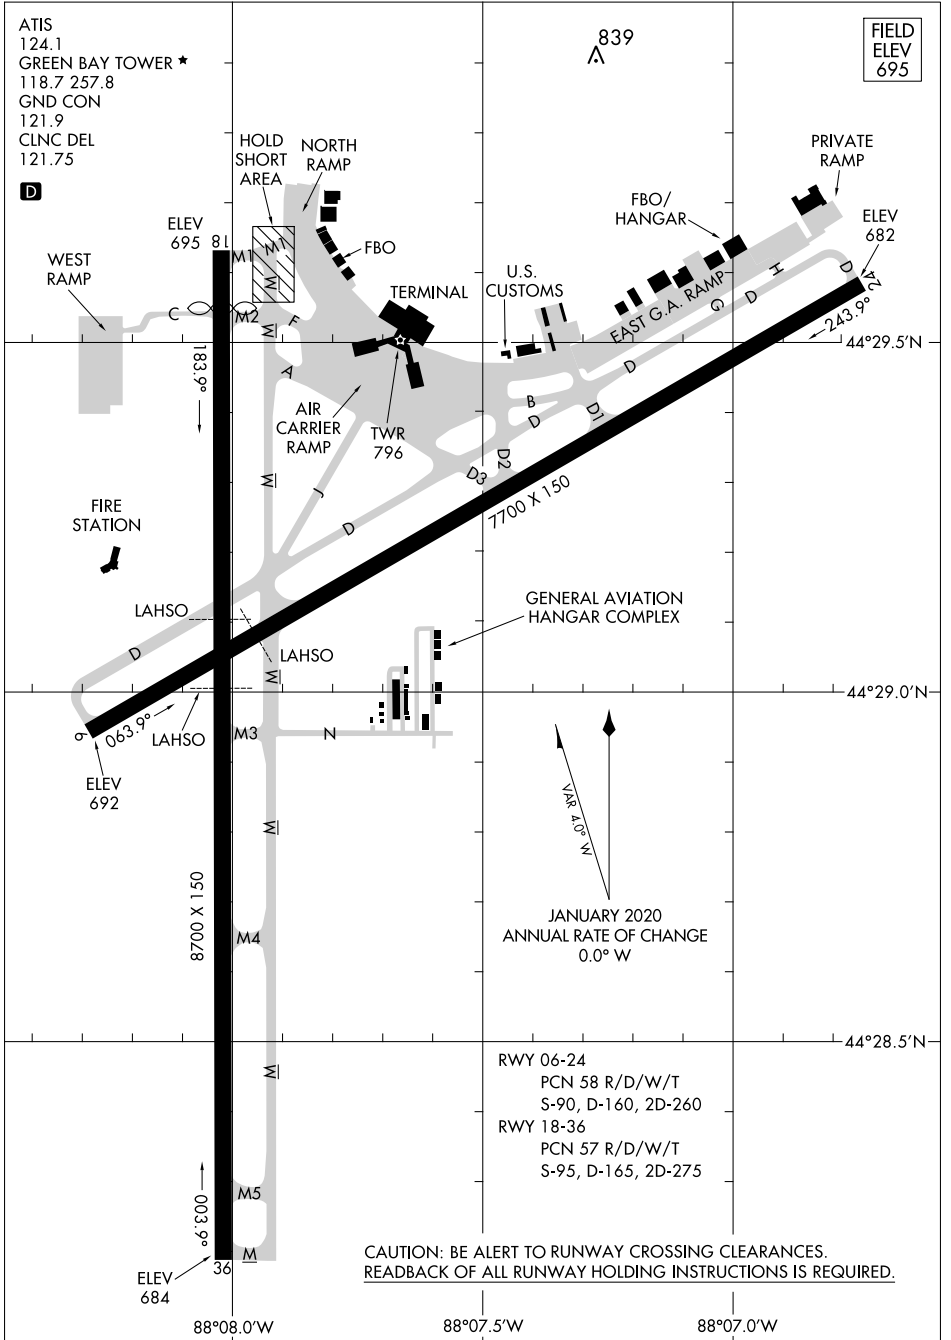 ATIS
124.1
GREEN BAY TOWER ★
118.7 257.8
GND CON
121.9
CLNC DEL
121.75
D
839
FIELD
ELEV
695
HOLD
SHORT
AREA
NORTH
RAMP
PRIVATE
RAMP
ELEV
695
18
M1
M1
M
FBO
FBO/
HANGAR
ELEV
682
WEST
RAMP
C
M2
M
F
TERMINAL
U.S.
CUSTOMS
EAST G.A. RAMP
H
G
D
D
24
243.9°
44°29.5'N
183.9°
A
AIR
CARRIER
RAMP
TWR
796
B
D
D
D1
D2
D3
M
J
D
7700 X 150
FIRE
STATION
LAHSO
LAHSO
LAHSO
GENERAL AVIATION
HANGAR COMPLEX
D
M
44°29.0'N
6
063.9°
M3
N
ELEV
692
M
VAR 4.0° W
8700 X 150
M4
JANUARY 2020
ANNUAL RATE OF CHANGE
0.0° W
44°28.5'N
M
RWY 06-24
PCN 58 R/D/W/T
S-90, D-160, 2D-260
RWY 18-36
PCN 57 R/D/W/T
S-95, D-165, 2D-275
M5
003.9°
M
36
ELEV
684
CAUTION: BE ALERT TO RUNWAY CROSSING CLEARANCES.
READBACK OF ALL RUNWAY HOLDING INSTRUCTIONS IS REQUIRED.
88°08.0'W
88°07.5'W
88°07.0'W